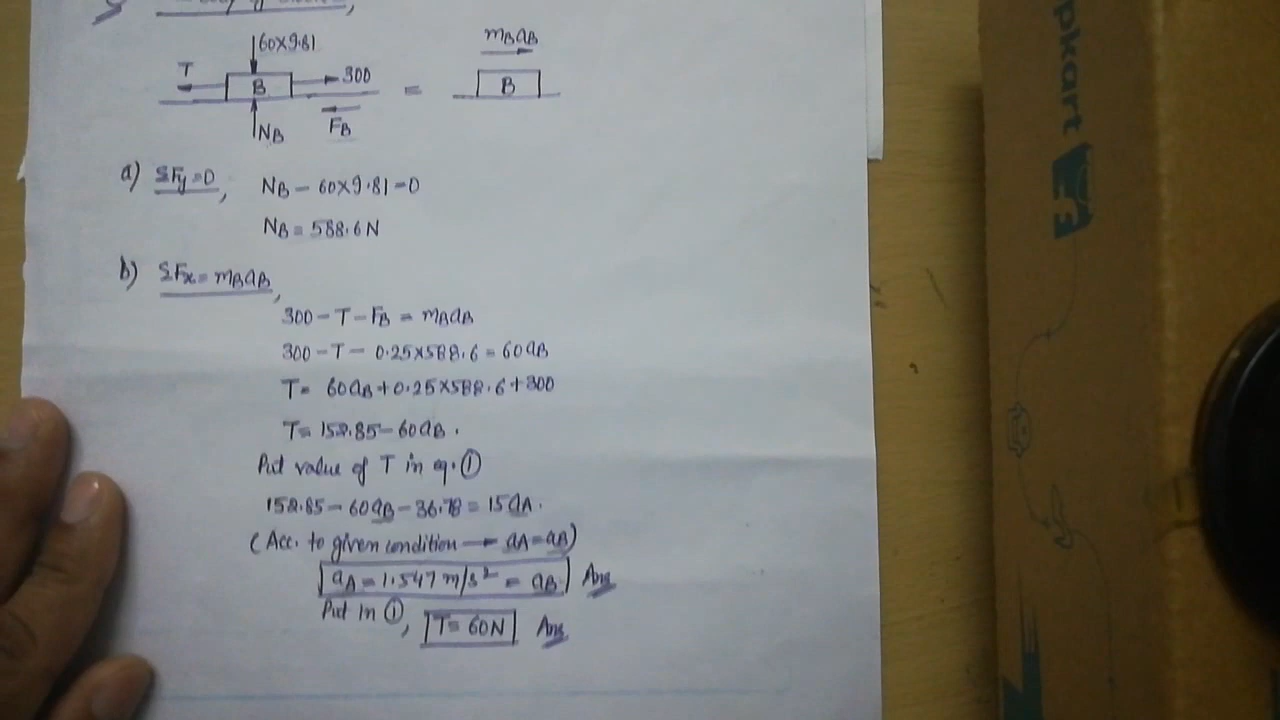 60×9.81
T
B
300
NB
FB
=
mBaB
B
a) ΣFy=0, NB – 60×9.81=0
NB = 588.6N
b) ΣFx= mBaB,
300 – T – FB = mBaB
300 – T – 0.25×588.6 = 60aB
T= 60aB+0.25×588.6+300
T= 152.85–60aB.
Put value of T in eq. ①
152.85–60aB–36.78 = 15aA.
(Acc. to given condition → aA=aB)
aA = 1.547 m/s² = aB Ans
Put in ①, T= 60N Ans
pkart